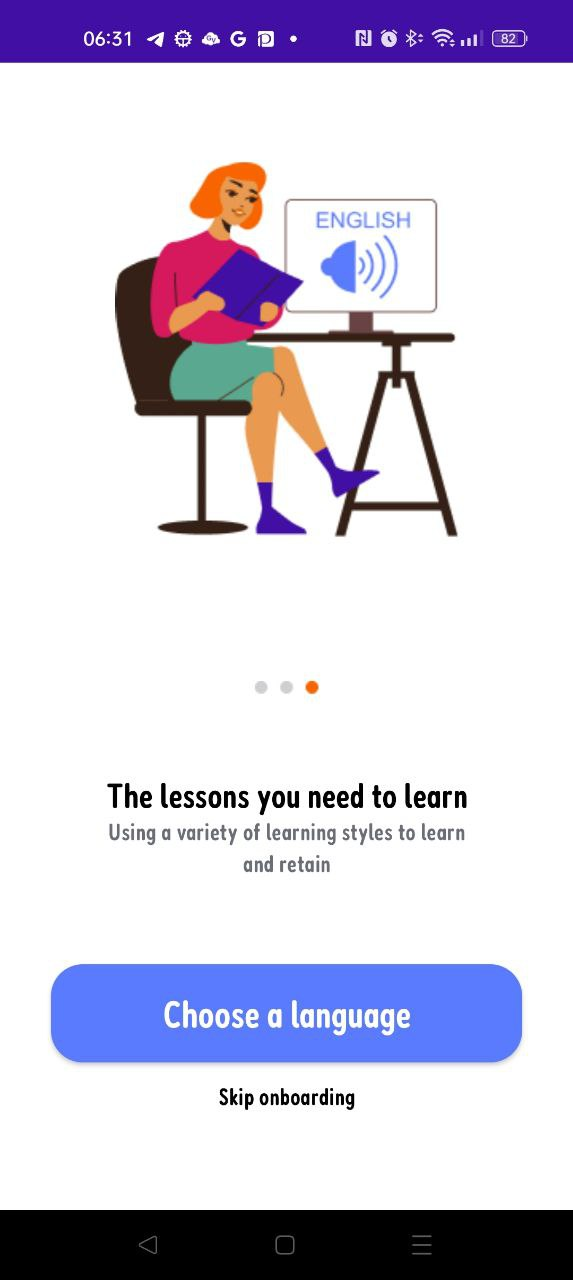 06:31
82
ENGLISH
The lessons you need to learn
Using a variety of learning styles to learn
and retain
Choose a language
Skip onboarding